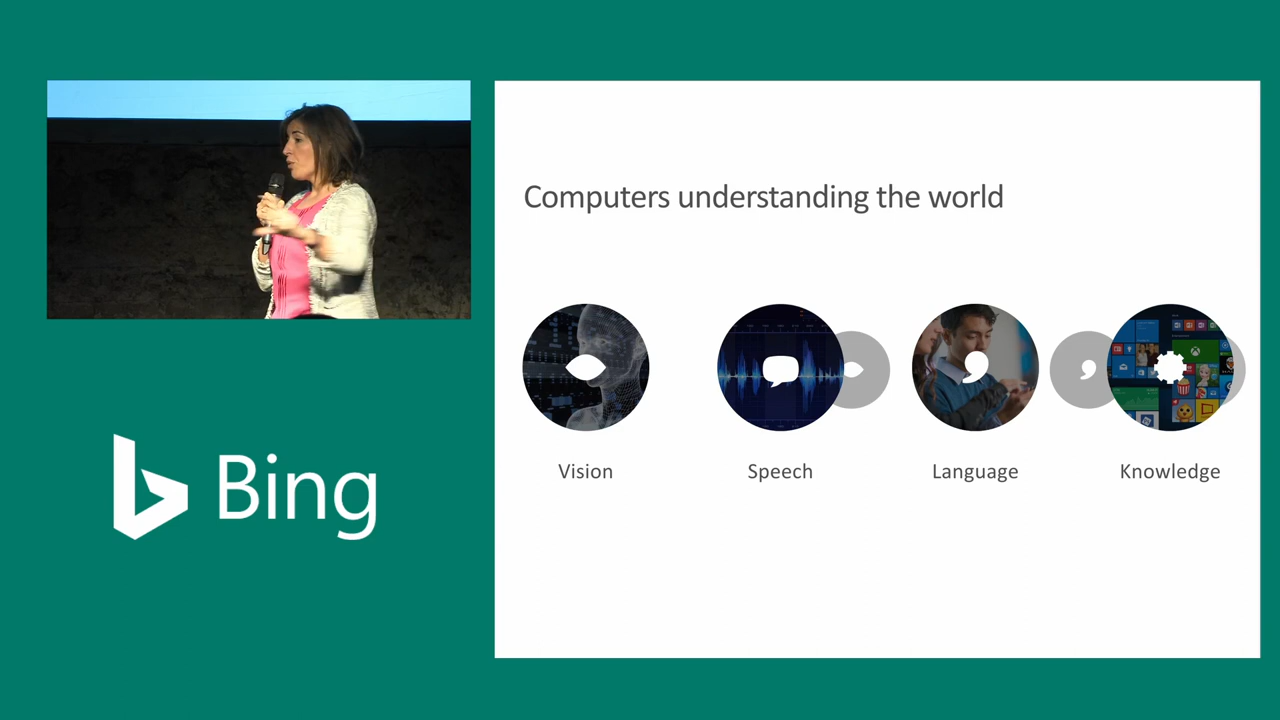 Computers understanding the world
Vision
Speech
Language
Knowledge
Bing